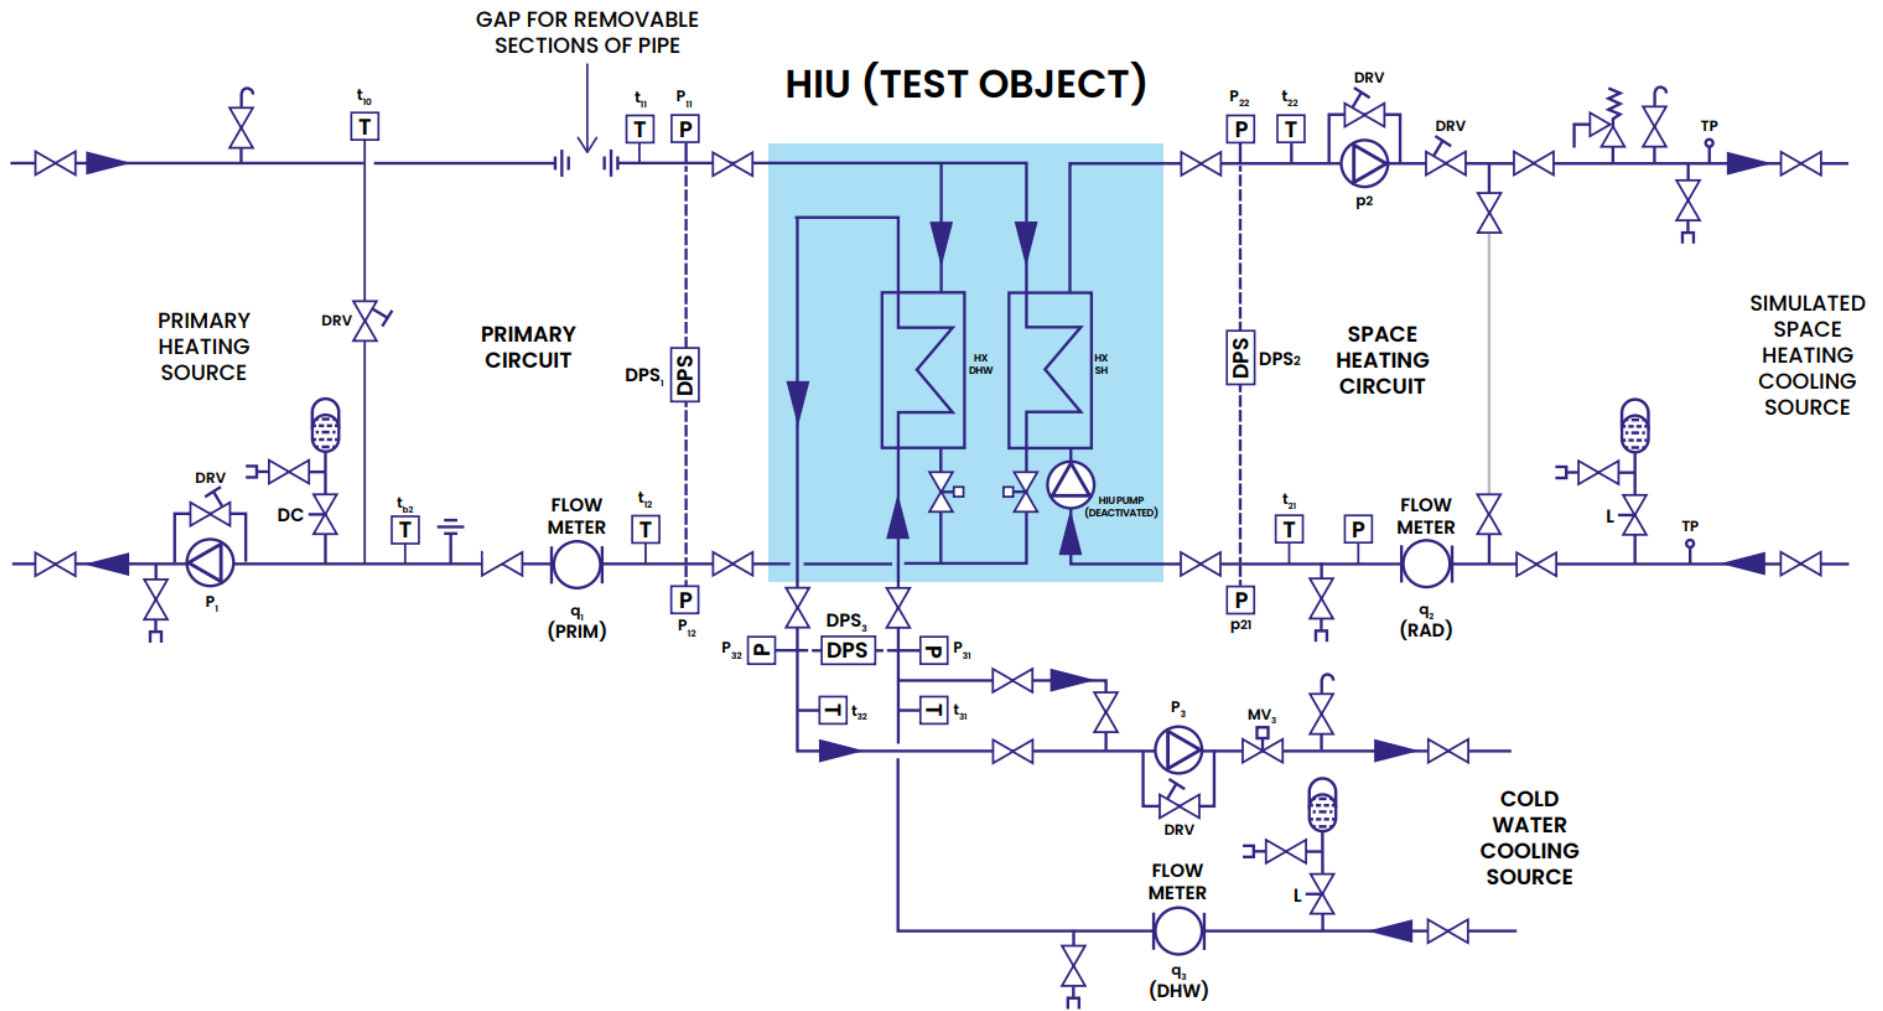 GAP FOR REMOVABLE
SECTIONS OF PIPE
HIU (TEST OBJECT)
t10
T
t11
T
P11
P
P22
P
t22
T
DRV
DRV
p2
TP
PRIMARY
HEATING
SOURCE
DRV
PRIMARY
CIRCUIT
DPS1
DPS
HX
DHW
HX
SH
DPS
DPS2
SPACE
HEATING
CIRCUIT
SIMULATED
SPACE
HEATING
COOLING
SOURCE
DRV
DC
P1
tb2
T
FLOW
METER
q1
(PRIM)
t12
T
P
P12
HIU PUMP
(DEACTIVATED)
t21
T
P
P
p21
FLOW
METER
q2
(RAD)
L
TP
P32
P
DPS3
DPS
P
P31
T
t32
T
t31
P3
DRV
MV3
L
COLD
WATER
COOLING
SOURCE
FLOW
METER
q3
(DHW)